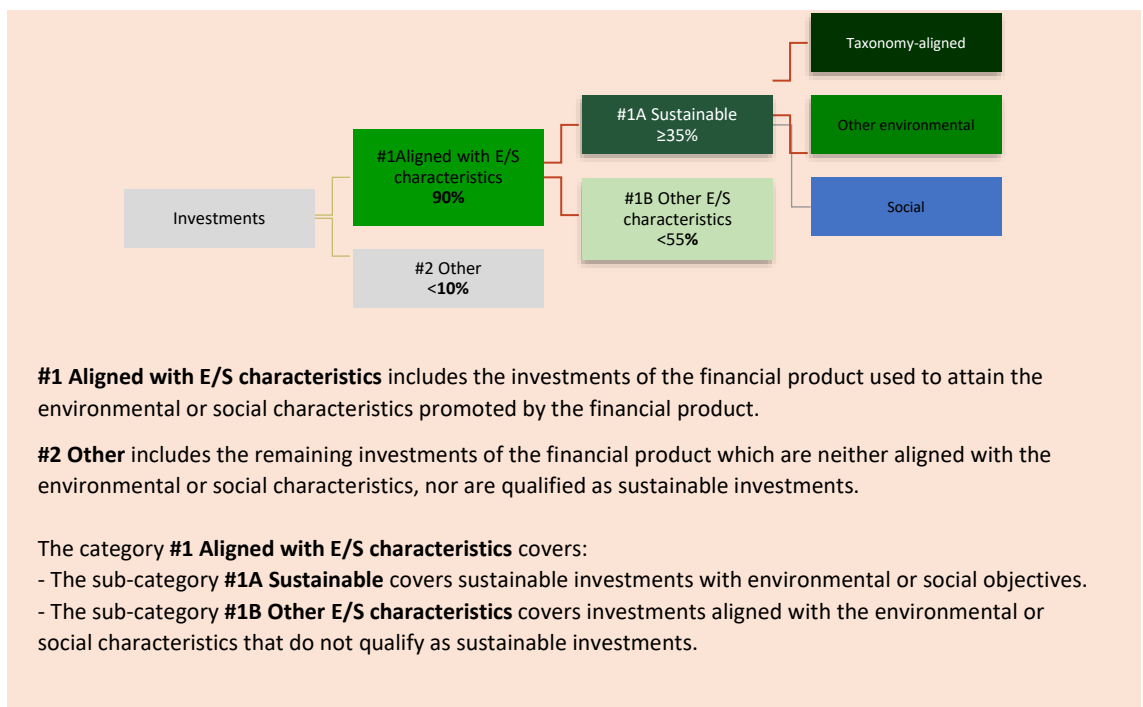 Taxonomy-aligned
#1A Sustainable
≥35%
Other environmental
#1Aligned with E/S
characteristics
90%
#1B Other E/S
characteristics
<55%
Investments
Social
#2 Other
<10%
#1 Aligned with E/S characteristics includes the investments of the financial product used to attain the
environmental or social characteristics promoted by the financial product.
#2 Other includes the remaining investments of the financial product which are neither aligned with the
environmental or social characteristics, nor are qualified as sustainable investments.
The category #1 Aligned with E/S characteristics covers:
- The sub-category #1A Sustainable covers sustainable investments with environmental or social objectives.
- The sub-category #1B Other E/S characteristics covers investments aligned with the environmental or
social characteristics that do not qualify as sustainable investments.